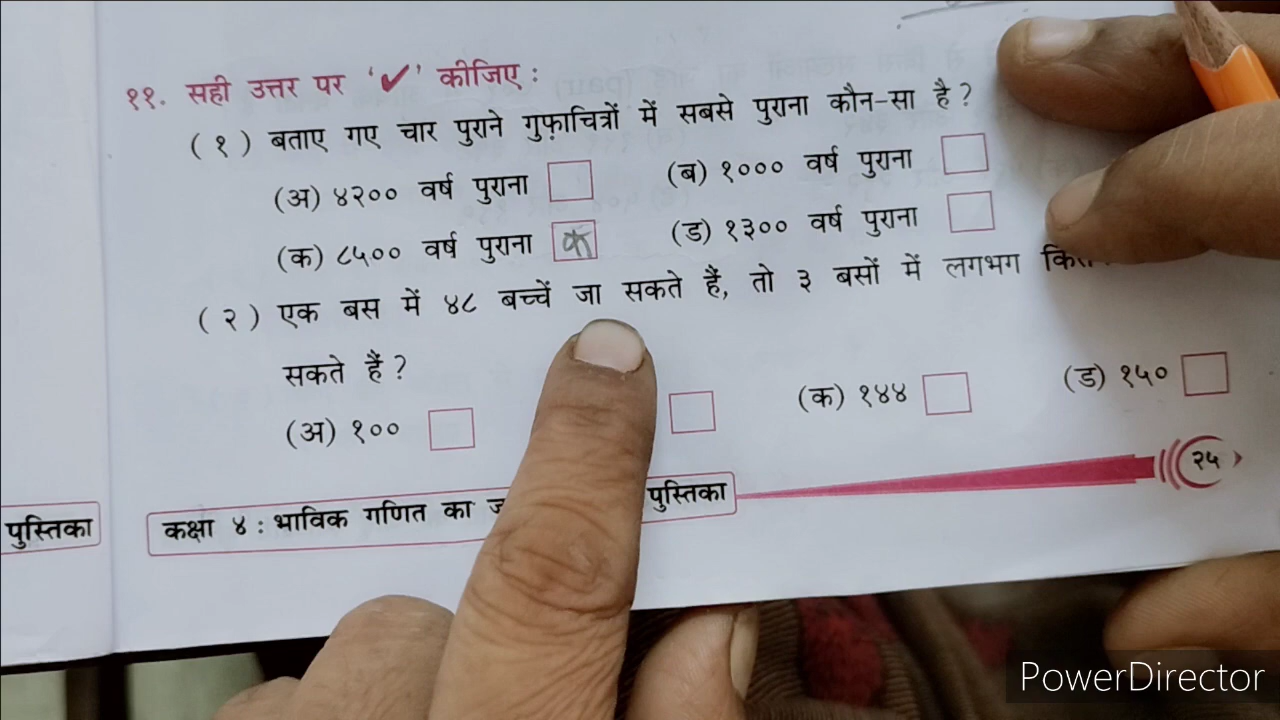 ११. सही उत्तर पर '✓' कीजिए :
(१) बताए गए चार पुराने गुफ़ाचित्रों में सबसे पुराना कौन-सा है?
(अ) ४२०० वर्ष पुराना (ब) १००० वर्ष पुराना
(क) ८५०० वर्ष पुराना क (ड) १३०० वर्ष पुराना
(२) एक बस में ४८ बच्चें जा सकते हैं, तो ३ बसों में लगभग
सकते हैं?
(अ) १०० (क) १४४ (ड) १५०
२५
पुस्तिका
कक्षा ४ : भाविक गणित का पुस्तिका
PowerDirector